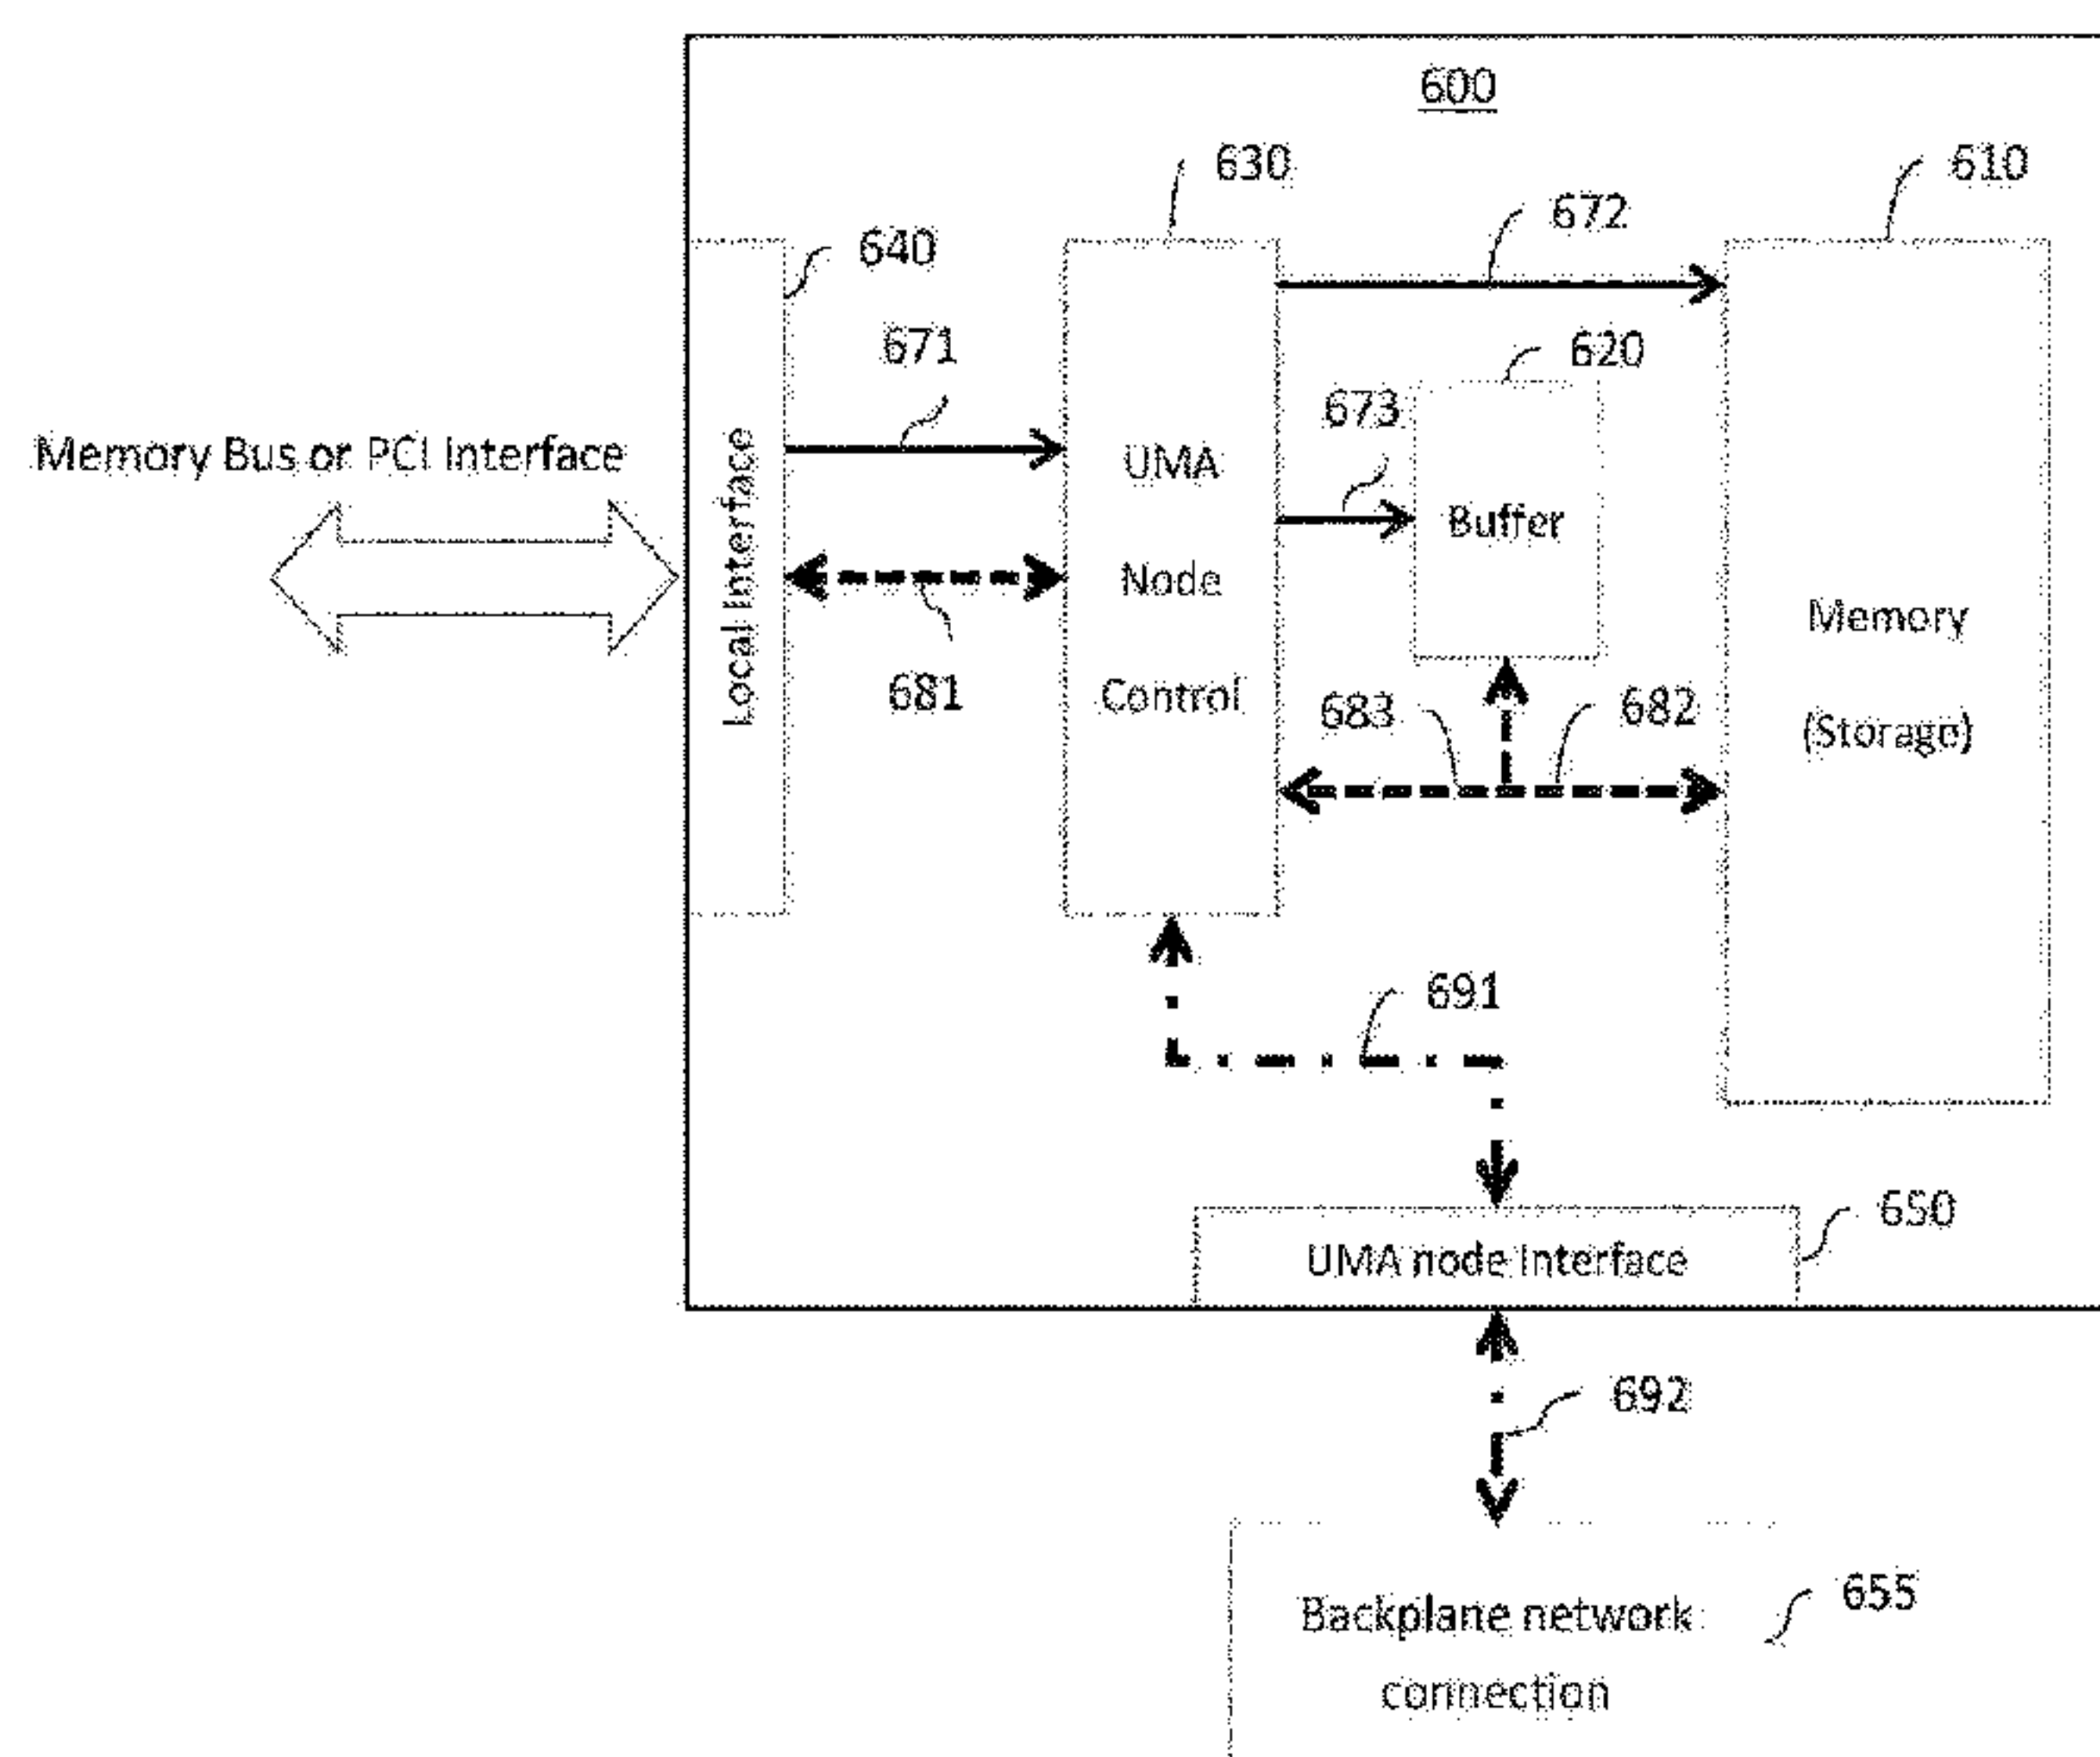 600
630
610
672
640
620
671
673
Memory Bus or PCI Interface
UMA
Node
Control
Local Interface
Buffer
Memory
(Storage)
681
683
682
691
650
UMA node Interface
692
655
Backplane network
connection